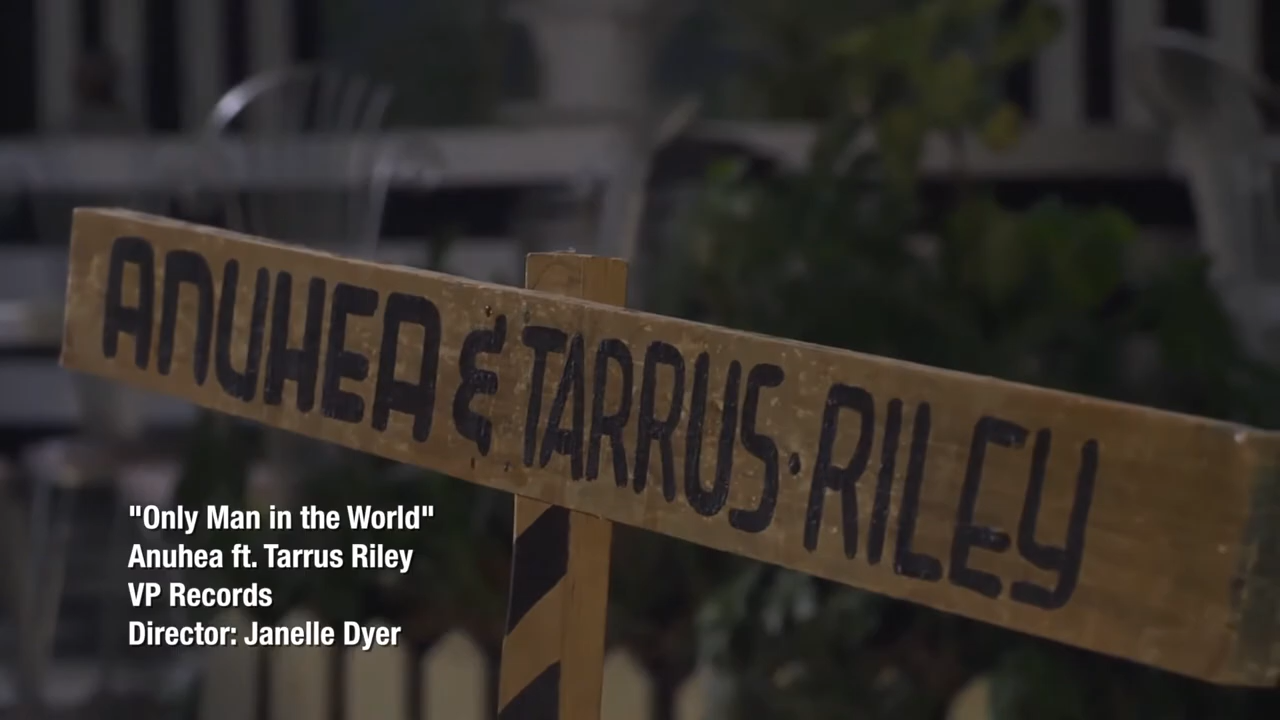 ANUHEA & TARRUS·RILEY
"Only Man in the World"
Anuhea ft. Tarrus Riley
VP Records
Director: Janelle Dyer